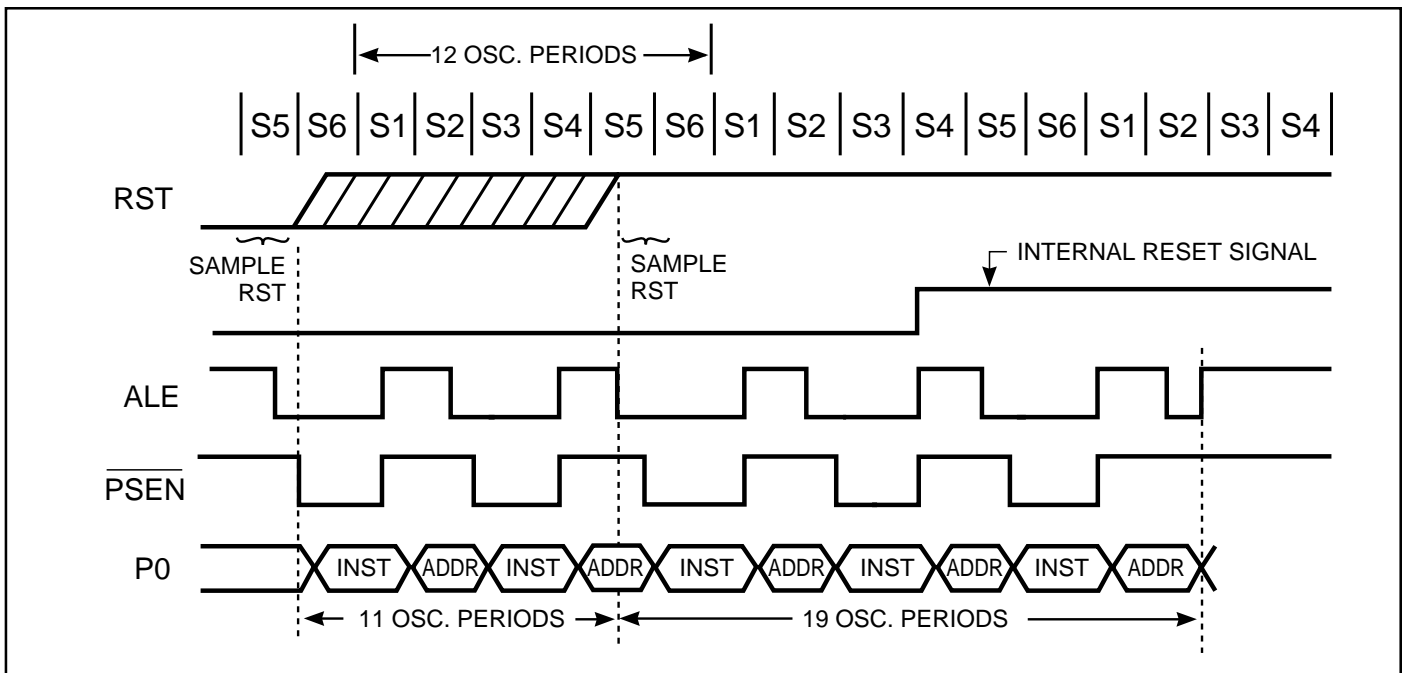 12 OSC. PERIODS
S5 S6 S1 S2 S3 S4 S5 S6 S1 S2 S3 S4 S5 S6 S1 S2 S3 S4
RST
SAMPLE
RST
SAMPLE
RST
INTERNAL RESET SIGNAL
ALE
PSEN
P0
INST ADDR INST ADDR INST ADDR INST ADDR INST ADDR
11 OSC. PERIODS
19 OSC. PERIODS